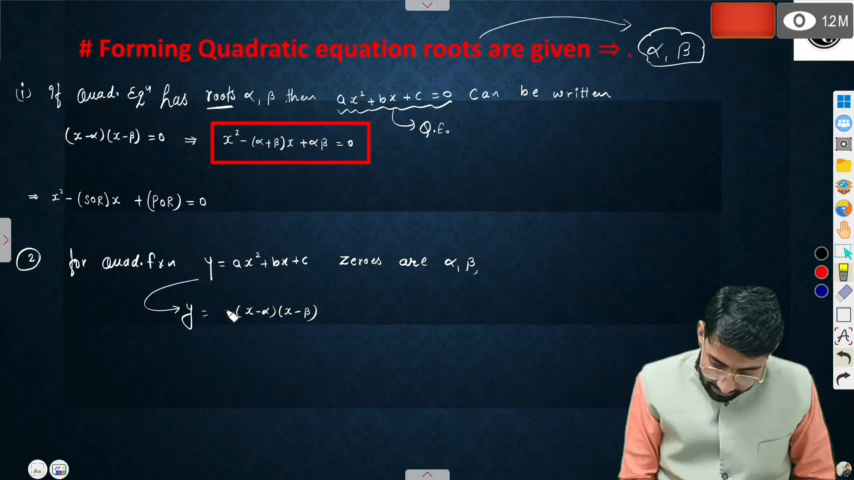 # Forming Quadratic equation roots are given ⇒ . α, β
12M
(i) If Quad. Eqⁿ has roots α, β then ax²+bx+c=0 can be written
Q.E.
(x-α)(x-β)=0 ⇒ x²-(α+β)x+αβ=0
⇒ x²-(SOR)x +(POR)=0
② for Quad. fxn y=ax²+bx+c zeroes are α, β,
y= (x-α)(x-β)